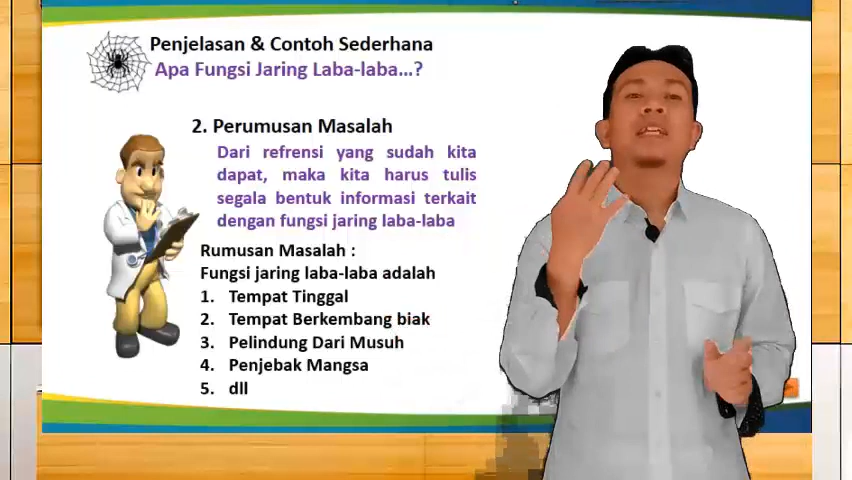 Penjelasan & Contoh Sederhana
Apa Fungsi Jaring Laba-laba...?
2. Perumusan Masalah
Dari refrensi yang sudah kita
dapat, maka kita harus tulis
segala bentuk informasi terkait
dengan fungsi jaring laba-laba
Rumusan Masalah :
Fungsi jaring laba-laba adalah
1. Tempat Tinggal
2. Tempat Berkembang biak
3. Pelindung Dari Musuh
4. Penjebak Mangsa
5. dll